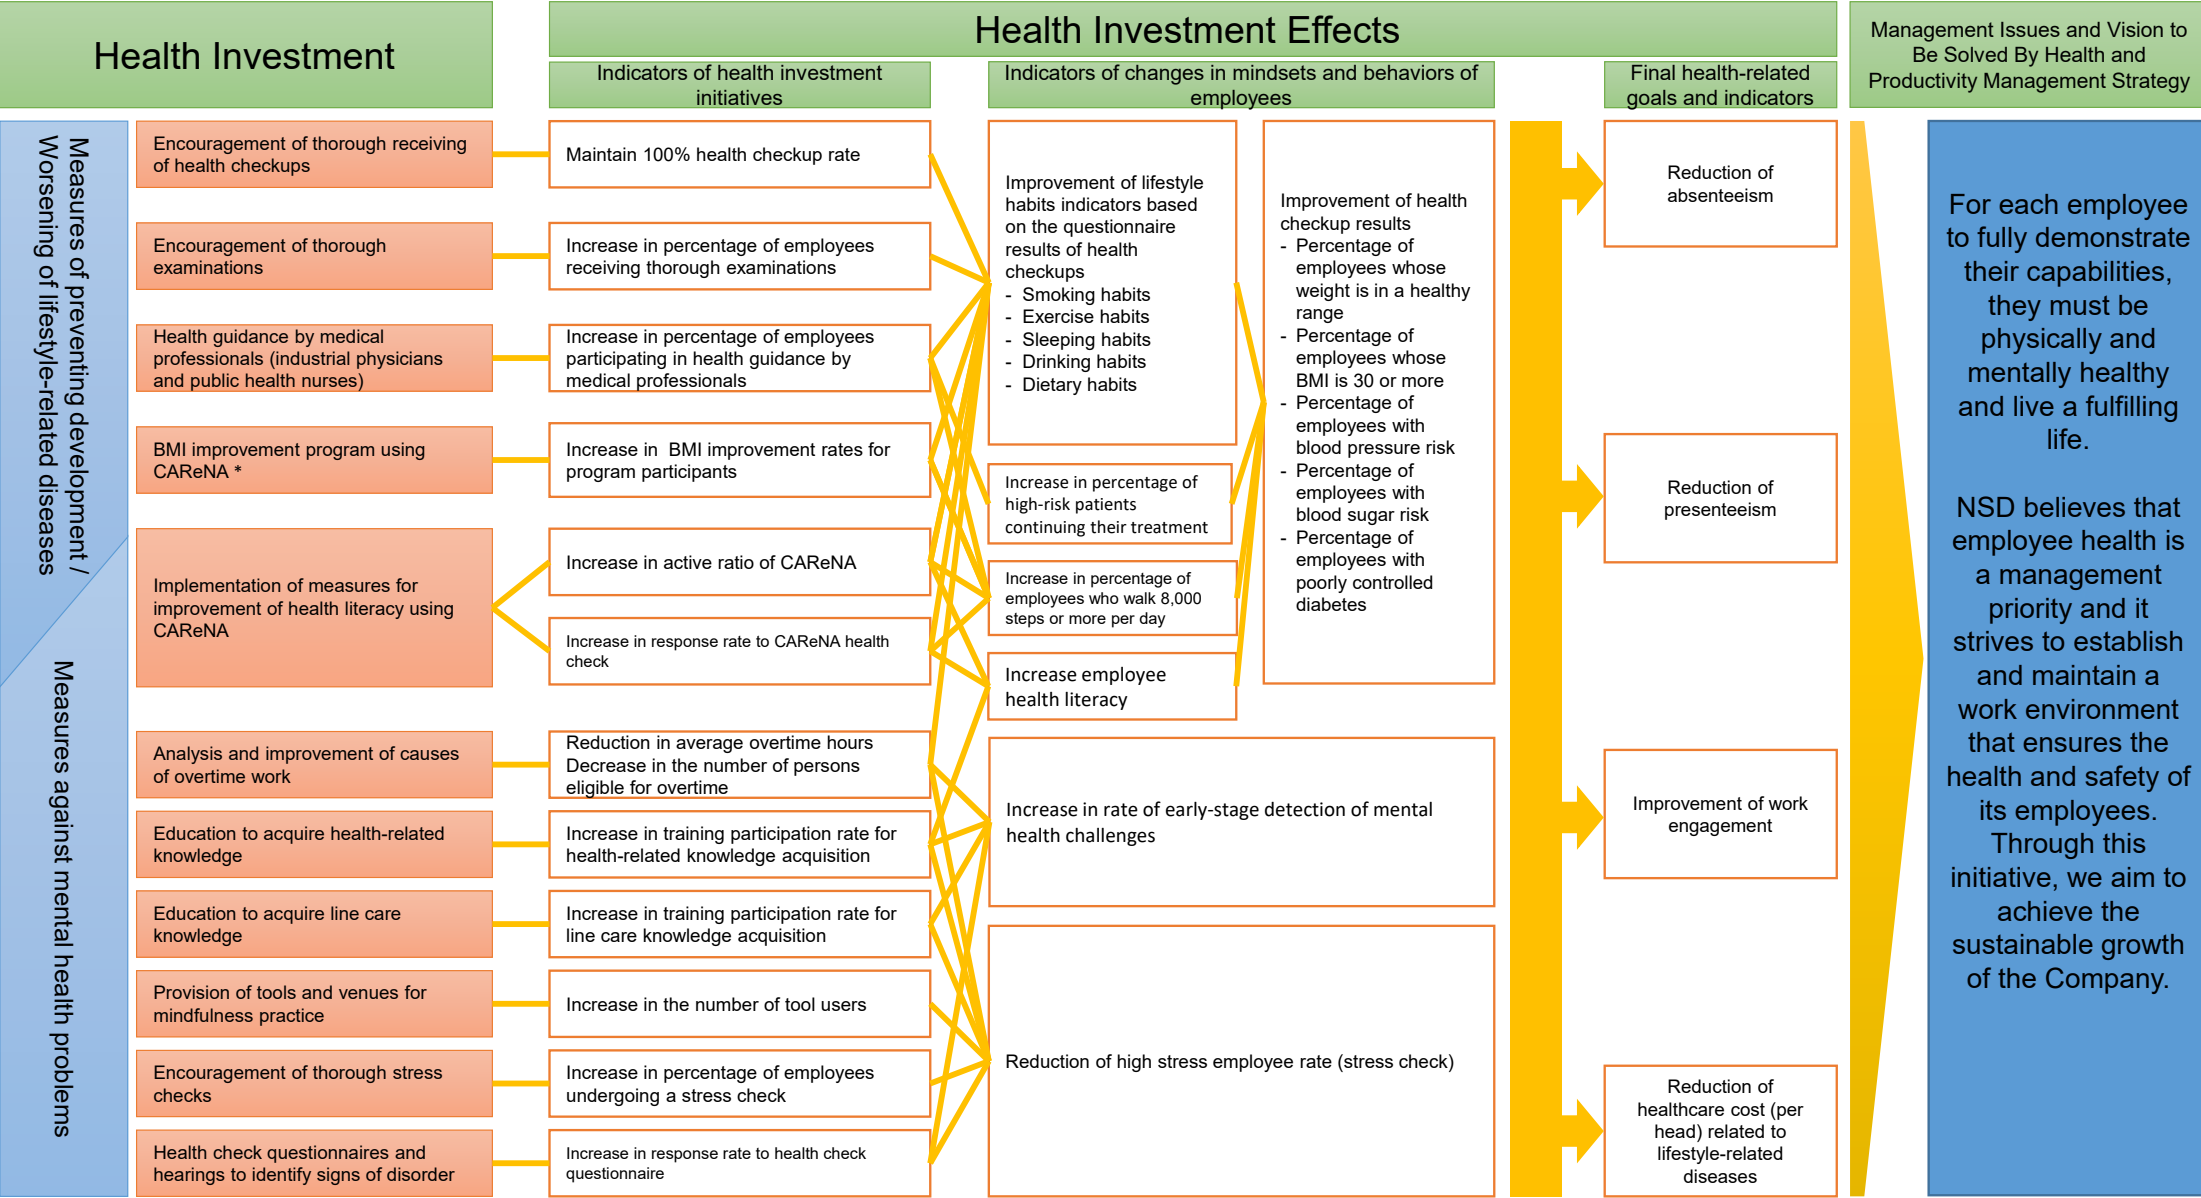 Health Investment
Health Investment Effects
Management Issues and Vision to
Be Solved By Health and
Productivity Management Strategy
Indicators of health investment
initiatives
Indicators of changes in mindsets and behaviors of
employees
Final health-related
goals and indicators
Measures of preventing development /
Worsening of lifestyle-related diseases
Measures against mental health problems
Encouragement of thorough receiving
of health checkups
Encouragement of thorough
examinations
Health guidance by medical
professionals (industrial physicians
and public health nurses)
BMI improvement program using
CAReNA *
Implementation of measures for
improvement of health literacy using
CAReNA
Analysis and improvement of causes
of overtime work
Education to acquire health-related
knowledge
Education to acquire line care
knowledge
Provision of tools and venues for
mindfulness practice
Encouragement of thorough stress
checks
Health check questionnaires and
hearings to identify signs of disorder
Maintain 100% health checkup rate
Increase in percentage of employees
receiving thorough examinations
Increase in percentage of employees
participating in health guidance by
medical professionals
Increase in  BMI improvement rates for
program participants
Increase in active ratio of CAReNA
Increase in response rate to CAReNA health
check
Reduction in average overtime hours
Decrease in the number of persons
eligible for overtime
Increase in training participation rate for
health-related knowledge acquisition
Increase in training participation rate for
line care knowledge acquisition
Increase in the number of tool users
Increase in percentage of employees
undergoing a stress check
Increase in response rate to health check
questionnaire
Improvement of lifestyle
habits indicators based
on the questionnaire
results of health
checkups
- Smoking habits
- Exercise habits
- Sleeping habits
- Drinking habits
- Dietary habits
Increase in percentage of
high-risk patients
continuing their treatment
Increase in percentage of
employees who walk 8,000
steps or more per day
Increase employee
health literacy
Improvement of health
checkup results
- Percentage of
employees whose
weight is in a healthy
range
- Percentage of
employees whose
BMI is 30 or more
- Percentage of
employees with
blood pressure risk
- Percentage of
employees with
blood sugar risk
- Percentage of
employees with
poorly controlled
diabetes
Increase in rate of early-stage detection of mental
health challenges
Reduction of high stress employee rate (stress check)
Reduction of
absenteeism
Reduction of
presenteeism
Improvement of work
engagement
Reduction of
healthcare cost (per
head) related to
lifestyle-related
diseases
For each employee
to fully demonstrate
their capabilities,
they must be
physically and
mentally healthy
and live a fulfilling
life.
NSD believes that
employee health is
a management
priority and it
strives to establish
and maintain a
work environment
that ensures the
health and safety of
its employees.
Through this
initiative, we aim to
achieve the
sustainable growth
of the Company.